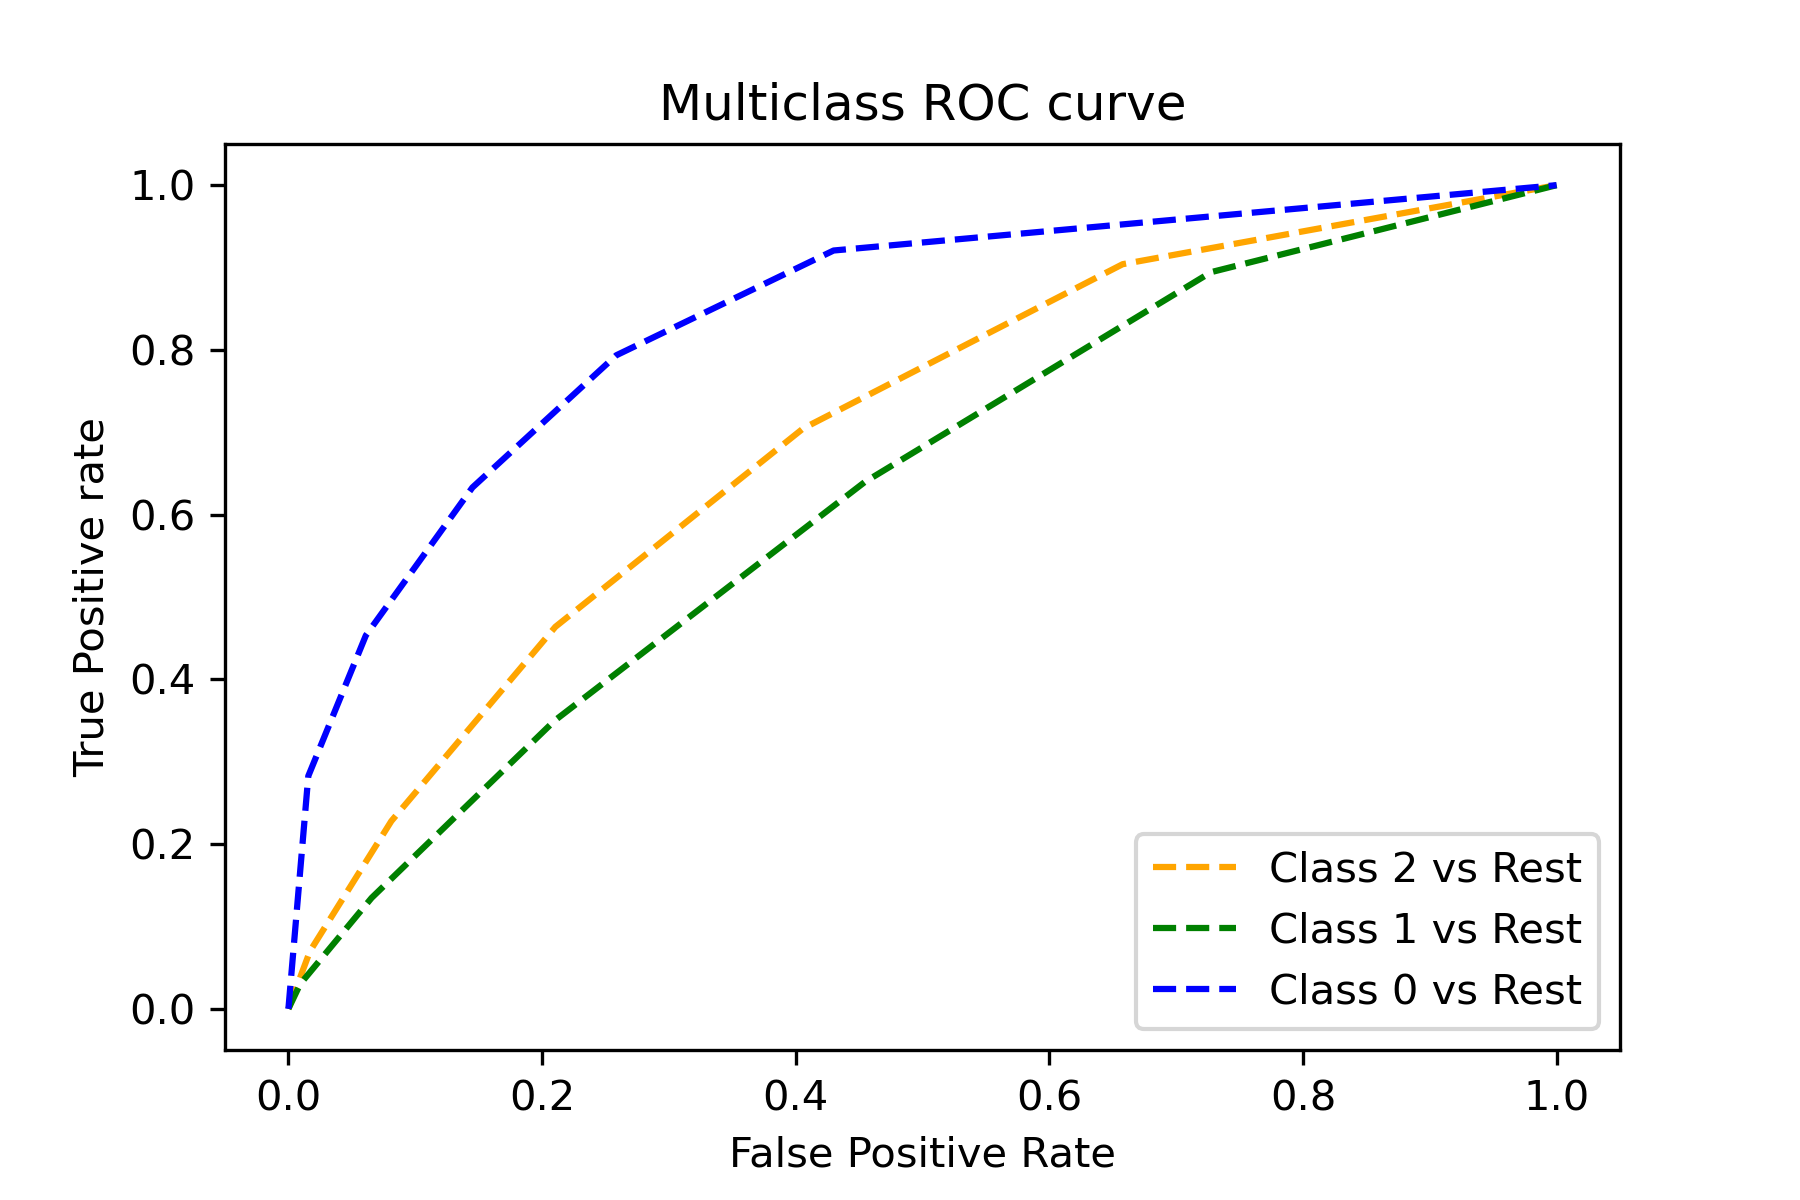 Multiclass ROC curve
1.0
0.8
0.6
0.4
0.2
0.0
True Positive rate
0.0 0.2 0.4 0.6 0.8 1.0
False Positive Rate
Class 2 vs Rest
Class 1 vs Rest
Class 0 vs Rest